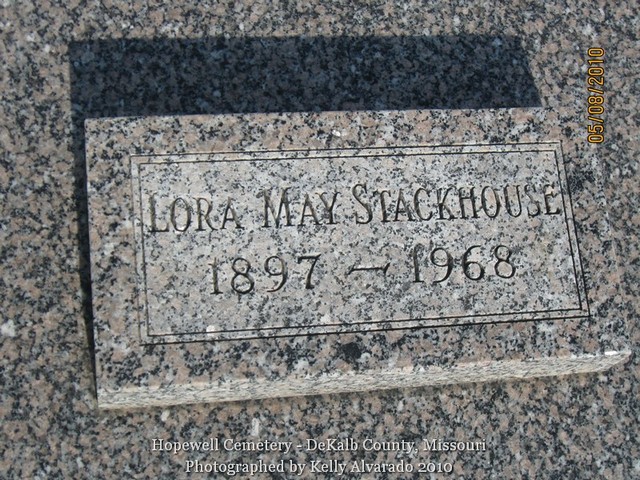 05/08/2010
LORA MAY STACKHOUSE
1897 — 1968
Hopewell Cemetery - DeKalb County, Missouri
Photographed by Kelly Alvarado 2010